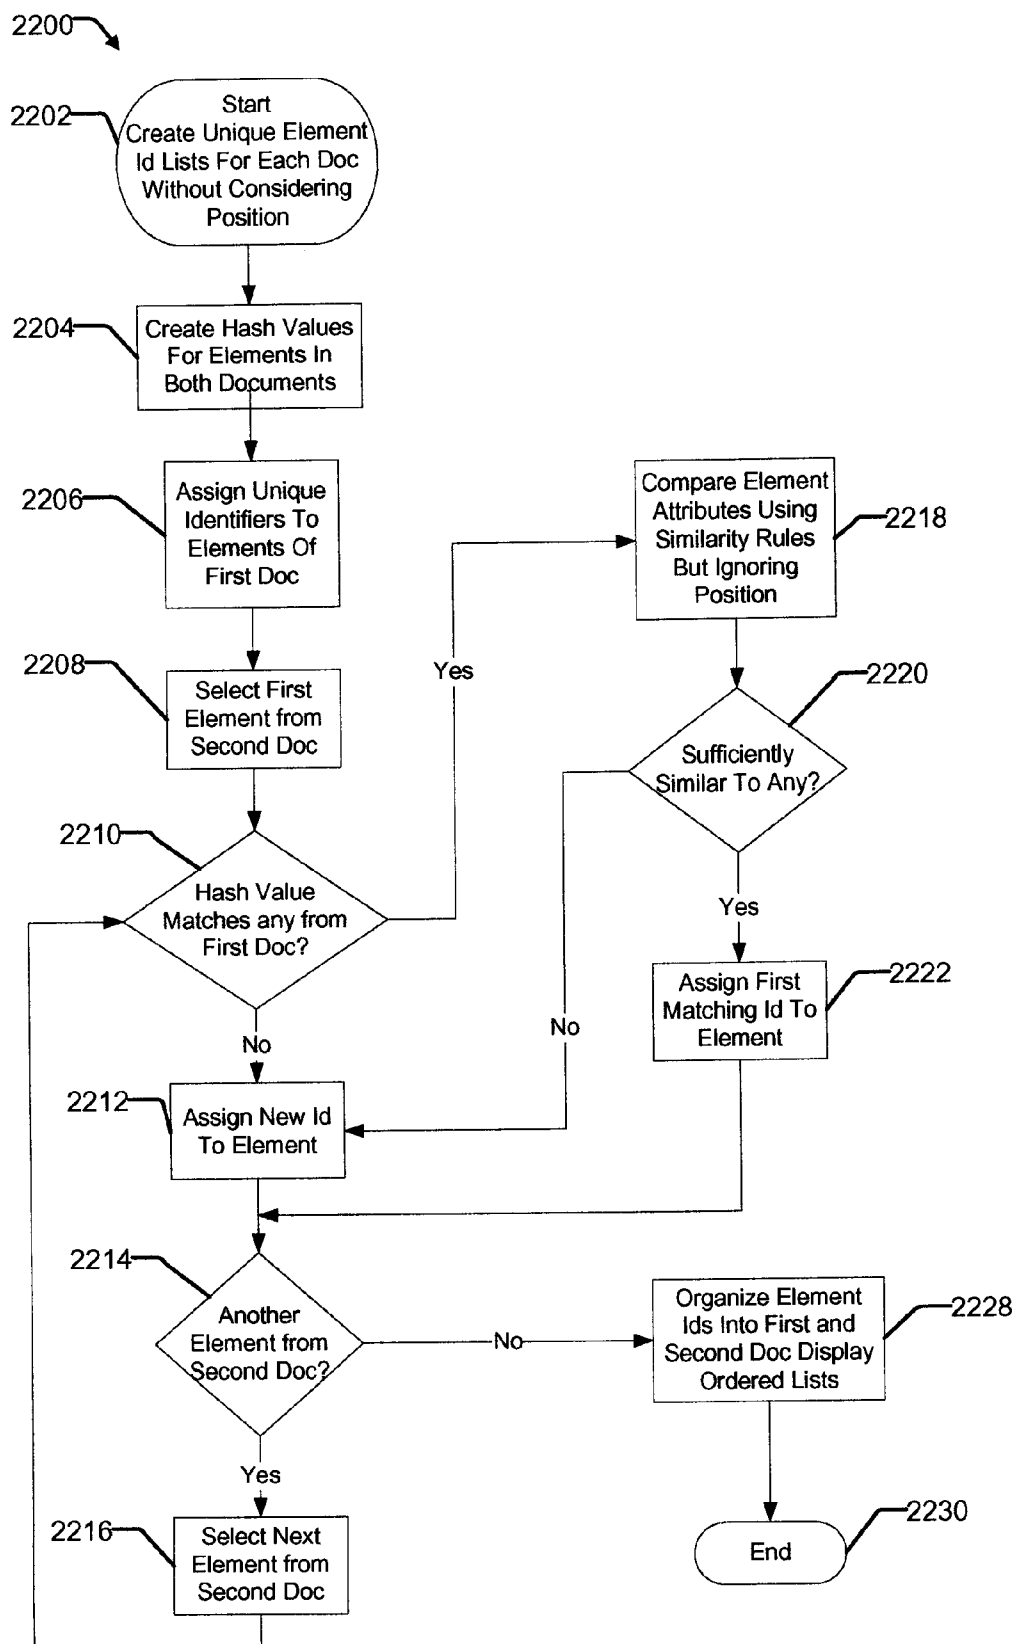 2200
2202
Start
Create Unique Element
Id Lists For Each Doc
Without Considering
Position
2204
Create Hash Values
For Elements In
Both Documents
2206
Assign Unique
Identifiers To
Elements Of
First Doc
2208
Select First
Element from
Second Doc
2210
Hash Value
Matches any from
First Doc?
Yes
No
2212
Assign New Id
To Element
2214
Another
Element from
Second Doc?
No
Yes
2216
Select Next
Element from
Second Doc
Compare Element
Attributes Using
Similarity Rules
But Ignoring
Position
2218
2220
Sufficiently
Similar To Any?
No
Yes
2222
Assign First
Matching Id To
Element
Organize Element
Ids Into First and
Second Doc Display
Ordered Lists
2228
2230
End